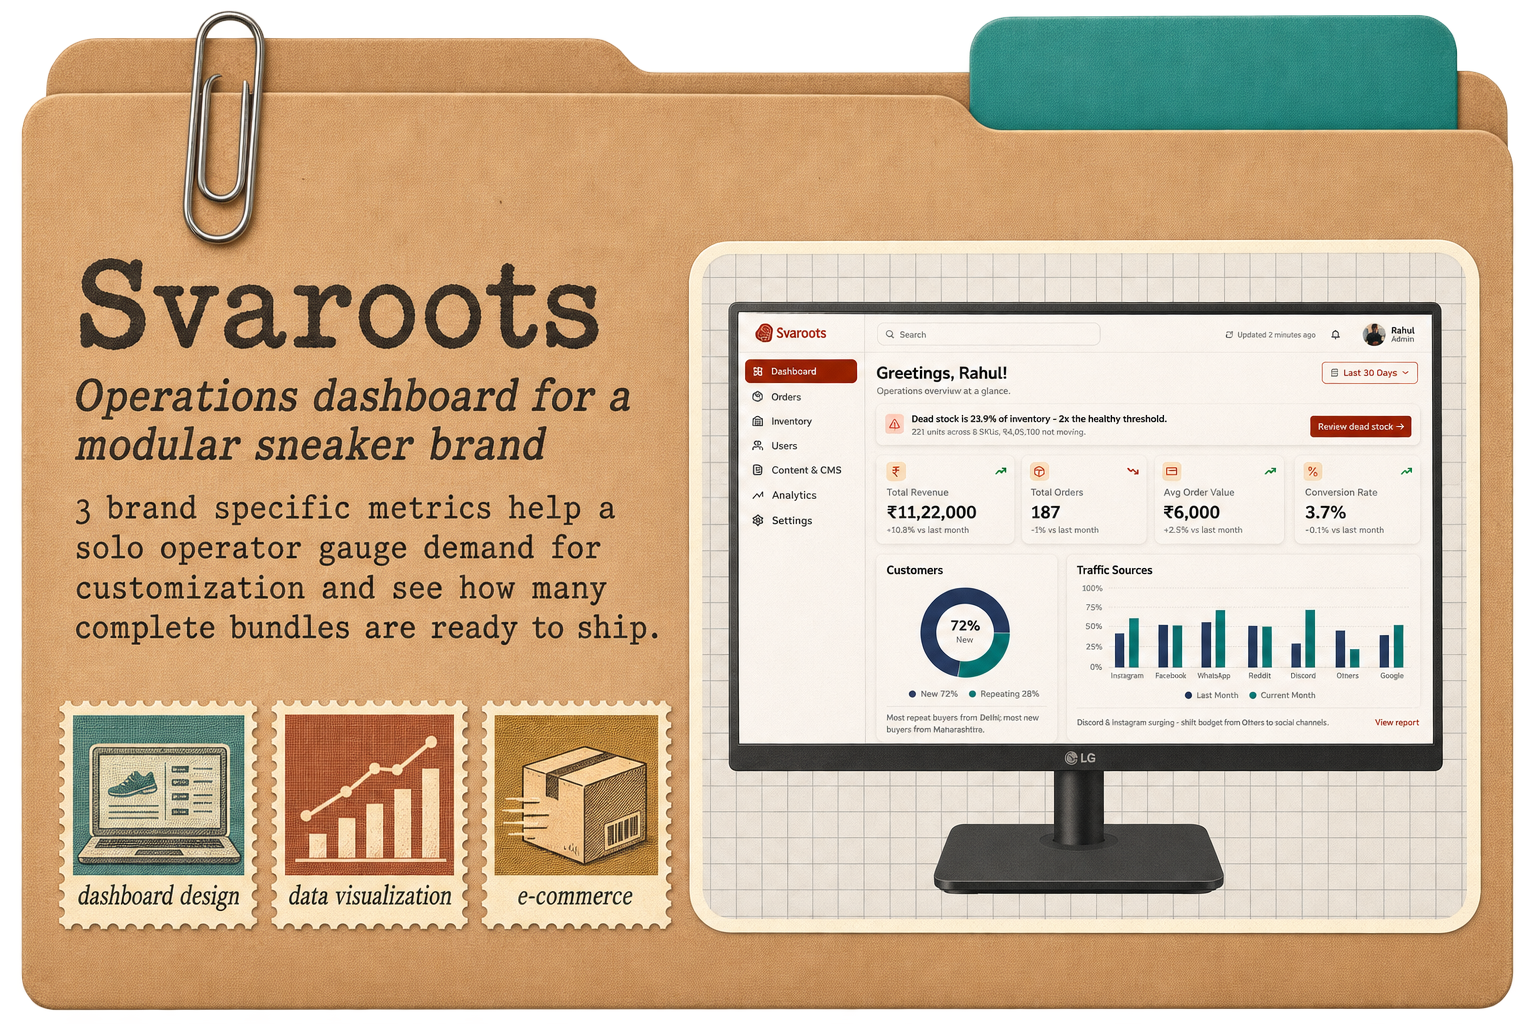 Svaroots
Operations dashboard for a
modular sneaker brand
3 brand specific metrics help a
solo operator gauge demand for
customization and see how many
complete bundles are ready to ship.
dashboard design
data visualization
e-commerce
Svaroots
Search
Updated 2 minutes ago
Rahul
Admin
Dashboard
Orders
Inventory
Users
Content & CMS
Analytics
Settings
Greetings, Rahul!
Operations overview at a glance.
Last 30 Days
Dead stock is 23.9% of inventory - 2x the healthy threshold.
221 units across 8 SKUs, ₹4,05,100 not moving.
Review dead stock →
₹
Total Revenue
₹11,22,000
+10.8% vs last month
Total Orders
187
-1% vs last month
Avg Order Value
₹6,000
+2.5% vs last month
%
Conversion Rate
3.7%
-0.1% vs last month
Customers
72%
New
New 72%
Repeating 28%
Most repeat buyers from Delhi; most new
buyers from Maharashtra.
Traffic Sources
100%
75%
50%
25%
0%
Instagram Facebook WhatsApp Reddit Discord Others Google
Last Month
Current Month
Discord & Instagram surging - shift budget from Others to social channels.
View report
LG